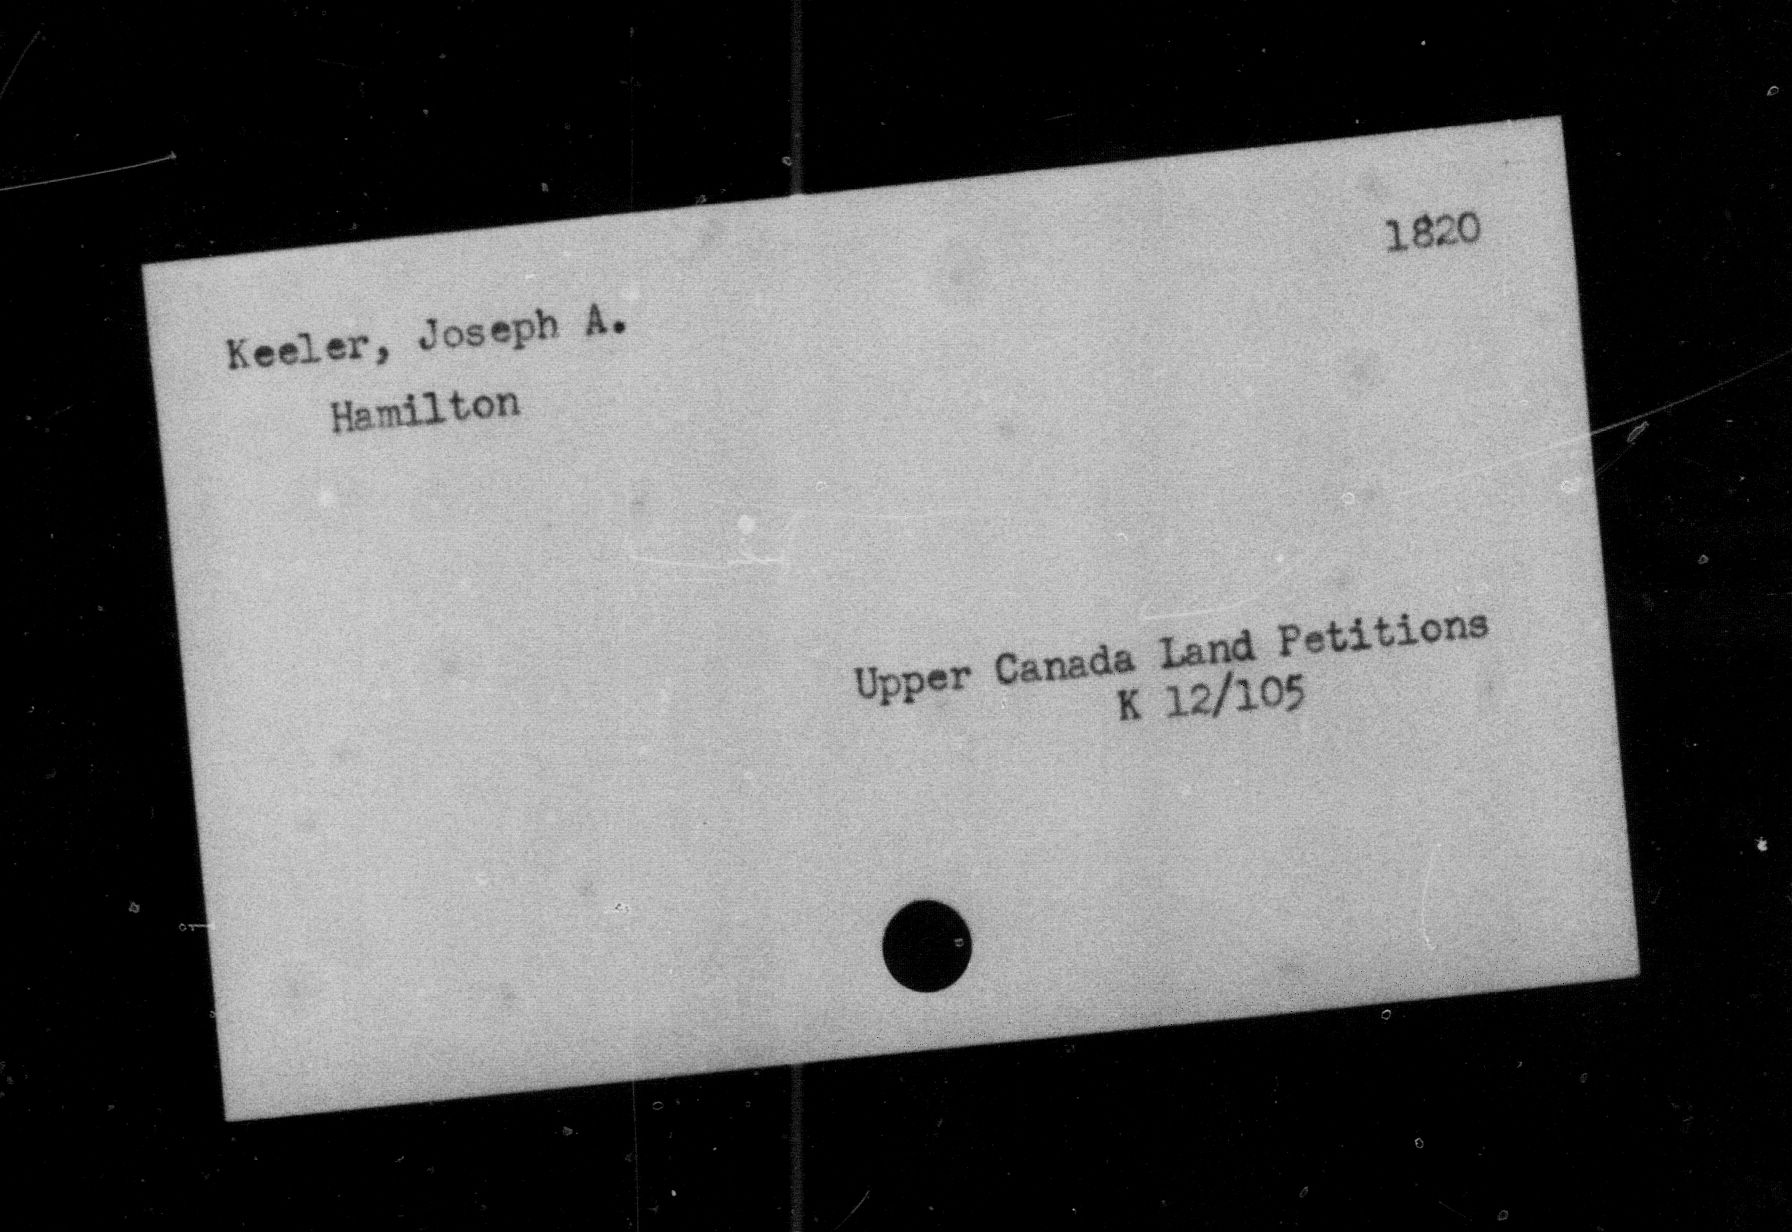 1820
Keeler, Joseph A.
Hamilton
Upper Canada Land Petitions
K 12/105